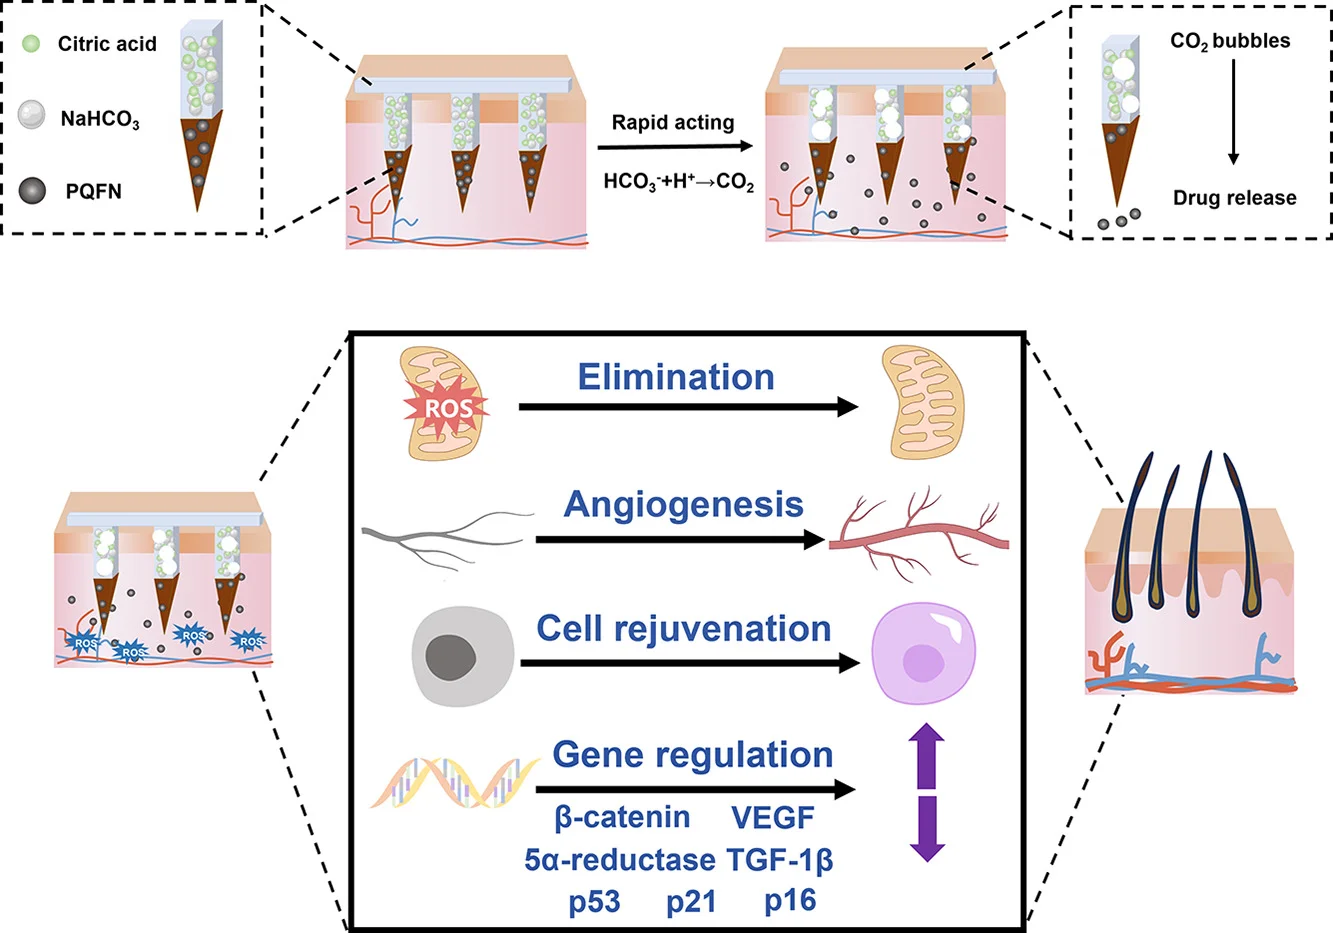 Citric acid
NaHCO₃
PQFN
Rapid acting
HCO₃⁻+H⁺→CO₂
CO₂ bubbles
Drug release
ROS
Elimination
Angiogenesis
Cell rejuvenation
Gene regulation
β-catenin VEGF
5α-reductase TGF-1β
p53 p21 p16
ROS
ROS
ROS
ROS